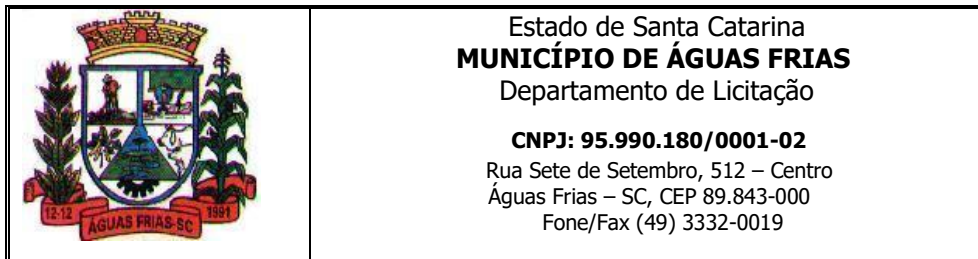 12-12
ÁGUAS FRIAS-SC
1991
Estado de Santa Catarina
MUNICÍPIO DE ÁGUAS FRIAS
Departamento de Licitação
CNPJ: 95.990.180/0001-02
Rua Sete de Setembro, 512 – Centro
Águas Frias – SC, CEP 89.843-000
Fone/Fax (49) 3332-0019